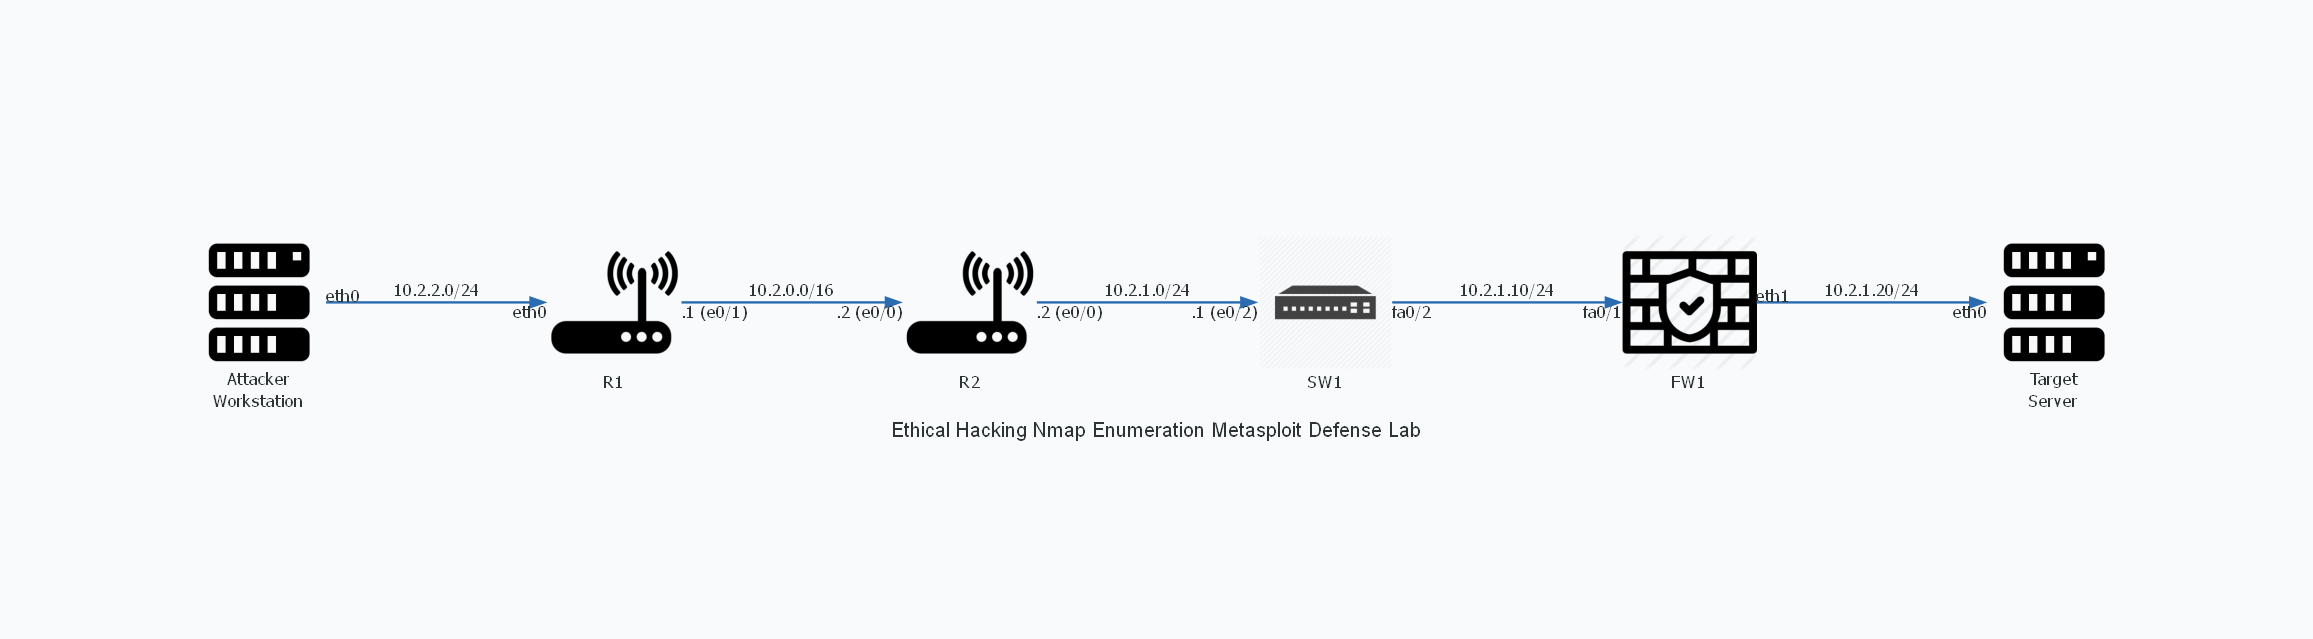 10.2.2.0/24
10.2.0.0/16
10.2.1.0/24
10.2.1.10/24
10.2.1.20/24
eth0
eth0
.1 (e0/1)
.2 (e0/0)
.2 (e0/0)
.1 (e0/2)
fa0/2
fa0/1
eth1
eth0
Attacker
Workstation
R1
R2
SW1
FW1
Target
Server
Ethical Hacking Nmap Enumeration Metasploit Defense Lab